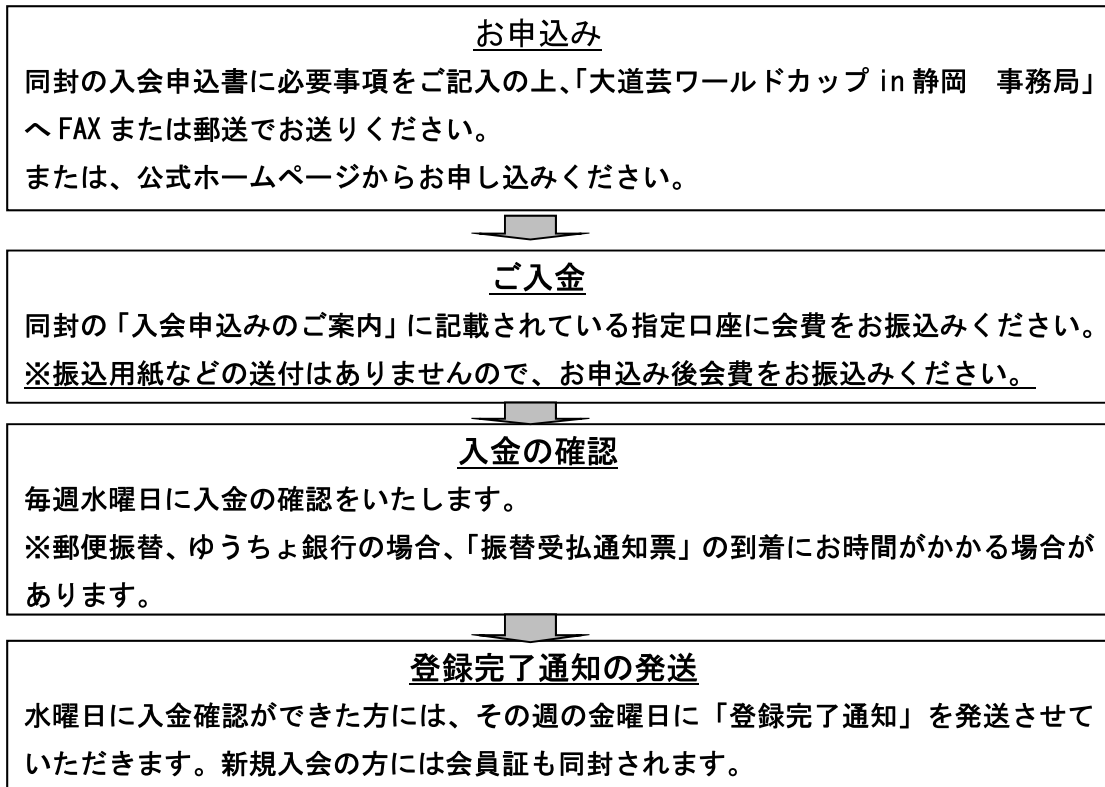 お申込み
同封の入会申込書に必要事項をご記入の上、「大道芸ワールドカップ in 静岡　事務局」
へ FAX または郵送でお送りください。
または、公式ホームページからお申し込みください。
ご入金
同封の「入会申込みのご案内」に記載されている指定口座に会費をお振込みください。
※振込用紙などの送付はありませんので、お申込み後会費をお振込みください。
入金の確認
毎週水曜日に入金の確認をいたします。
※郵便振替、ゆうちょ銀行の場合、「振替受払通知票」の到着にお時間がかかる場合が
あります。
登録完了通知の発送
水曜日に入金確認ができた方には、その週の金曜日に「登録完了通知」を発送させて
いただきます。新規入会の方には会員証も同封されます。